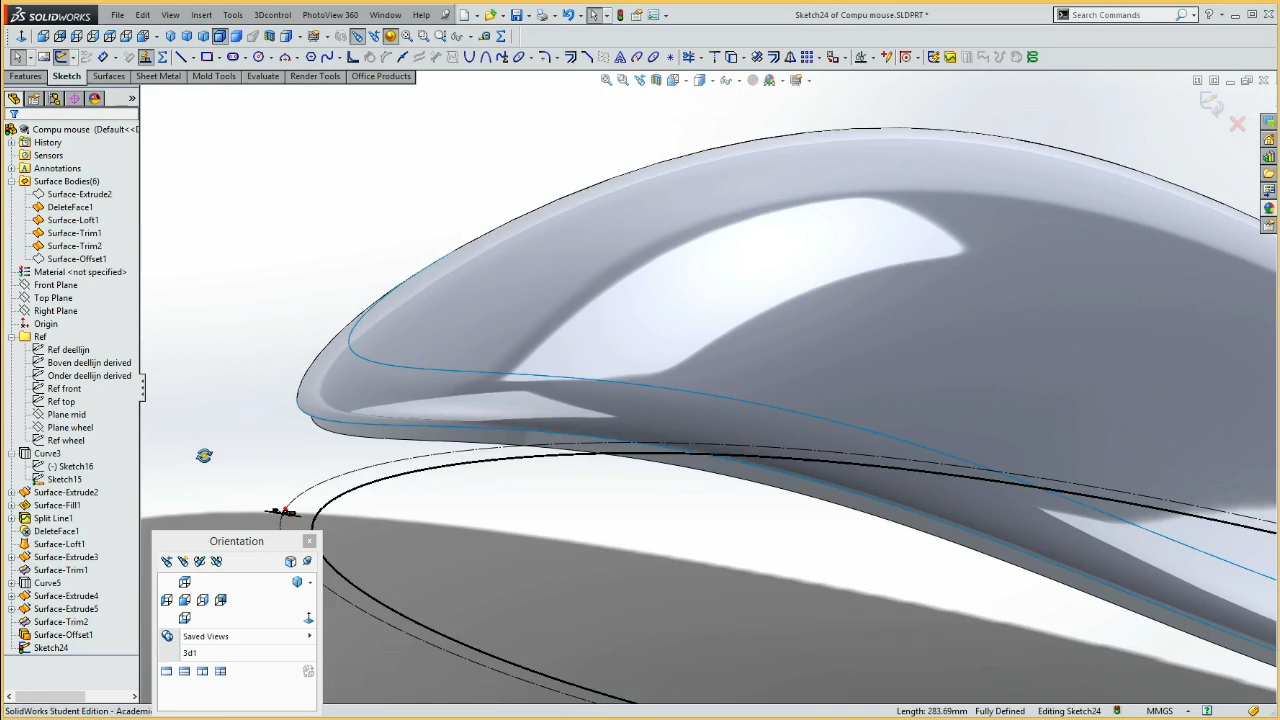 SOLIDWORKS File Edit View Insert Tools 3Dcontrol PhotoView 360 Window Help Sketch24 of Compu mouse.SLDPRT * Search Commands
Features Sketch Surfaces Sheet Metal Mold Tools Evaluate Render Tools Office Products
Compu mouse (Default<<D
History
Sensors
Annotations
Surface Bodies(6)
Surface-Extrude2
DeleteFace1
Surface-Loft1
Surface-Trim1
Surface-Trim2
Surface-Offset1
Material <not specified>
Front Plane
Top Plane
Right Plane
Origin
Ref
Ref deellijn
Boven deellijn derived
Onder deellijn derived
Ref front
Ref top
Plane mid
Plane wheel
Ref wheel
Curve3
(-) Sketch16
Sketch15
Surface-Extrude2
Surface-Fill1
Split Line1
DeleteFace1
Surface-Loft1
Surface-Extrude3
Surface-Trim1
Curve5
Surface-Extrude4
Surface-Extrude5
Surface-Trim2
Surface-Offset1
Sketch24
Orientation
Saved Views
3d1
SolidWorks Student Edition - Academi Length: 283.69mm Fully Defined Editing Sketch24 MMGS